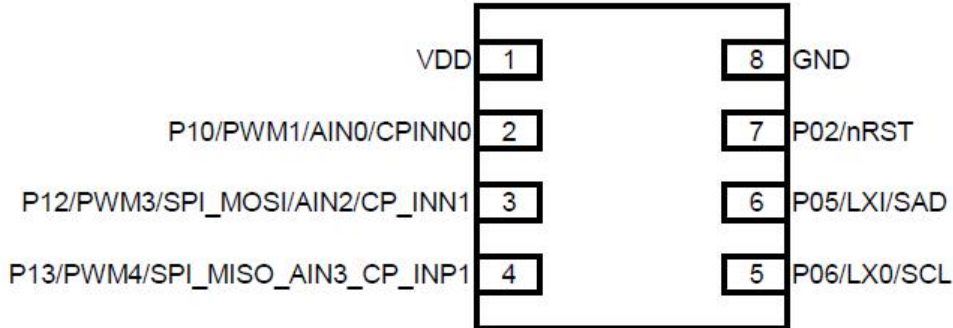 VDD 1 8 GND
P10/PWM1/AIN0/CPINN0 2 7 P02/nRST
P12/PWM3/SPI_MOSI/AIN2/CP_INN1 3 6 P05/LXI/SAD
P13/PWM4/SPI_MISO_AIN3_CP_INP1 4 5 P06/LX0/SCL